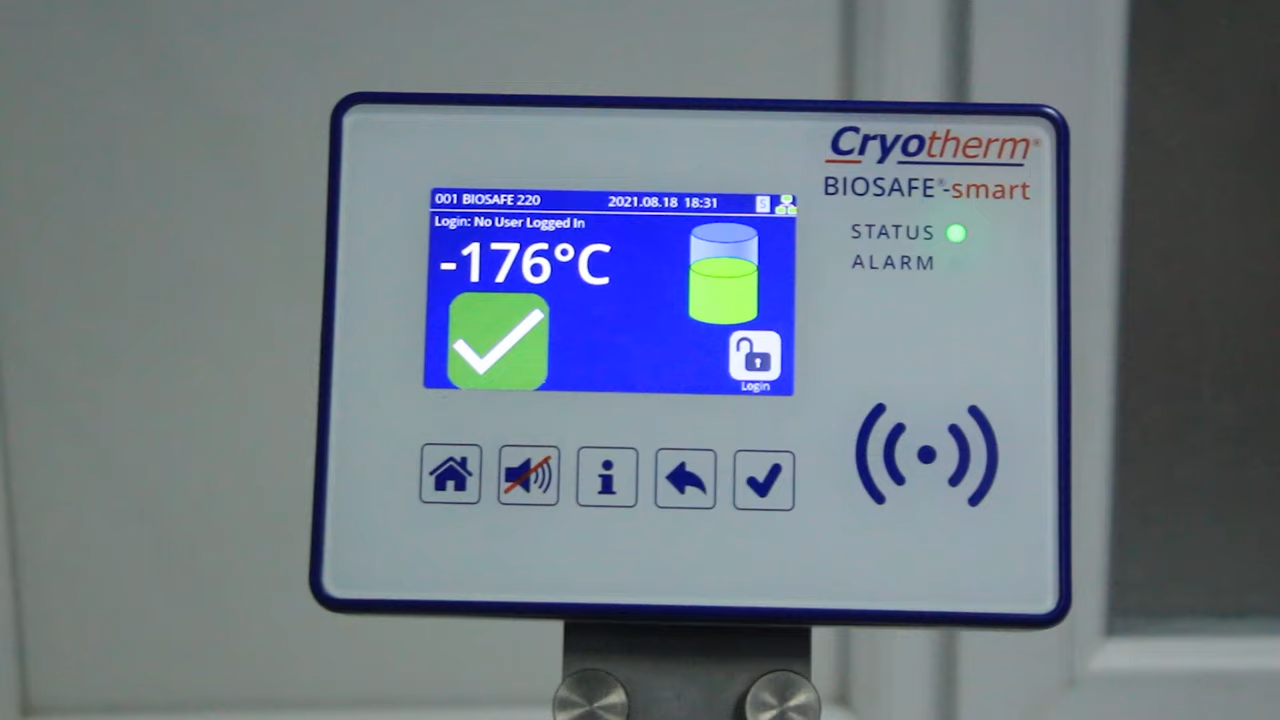 Cryotherm®
BIOSAFE®-smart
001 BIOSAFE 220 2021.08.18 18:31 S
Login: No User Logged In
-176°C
Login
STATUS
ALARM